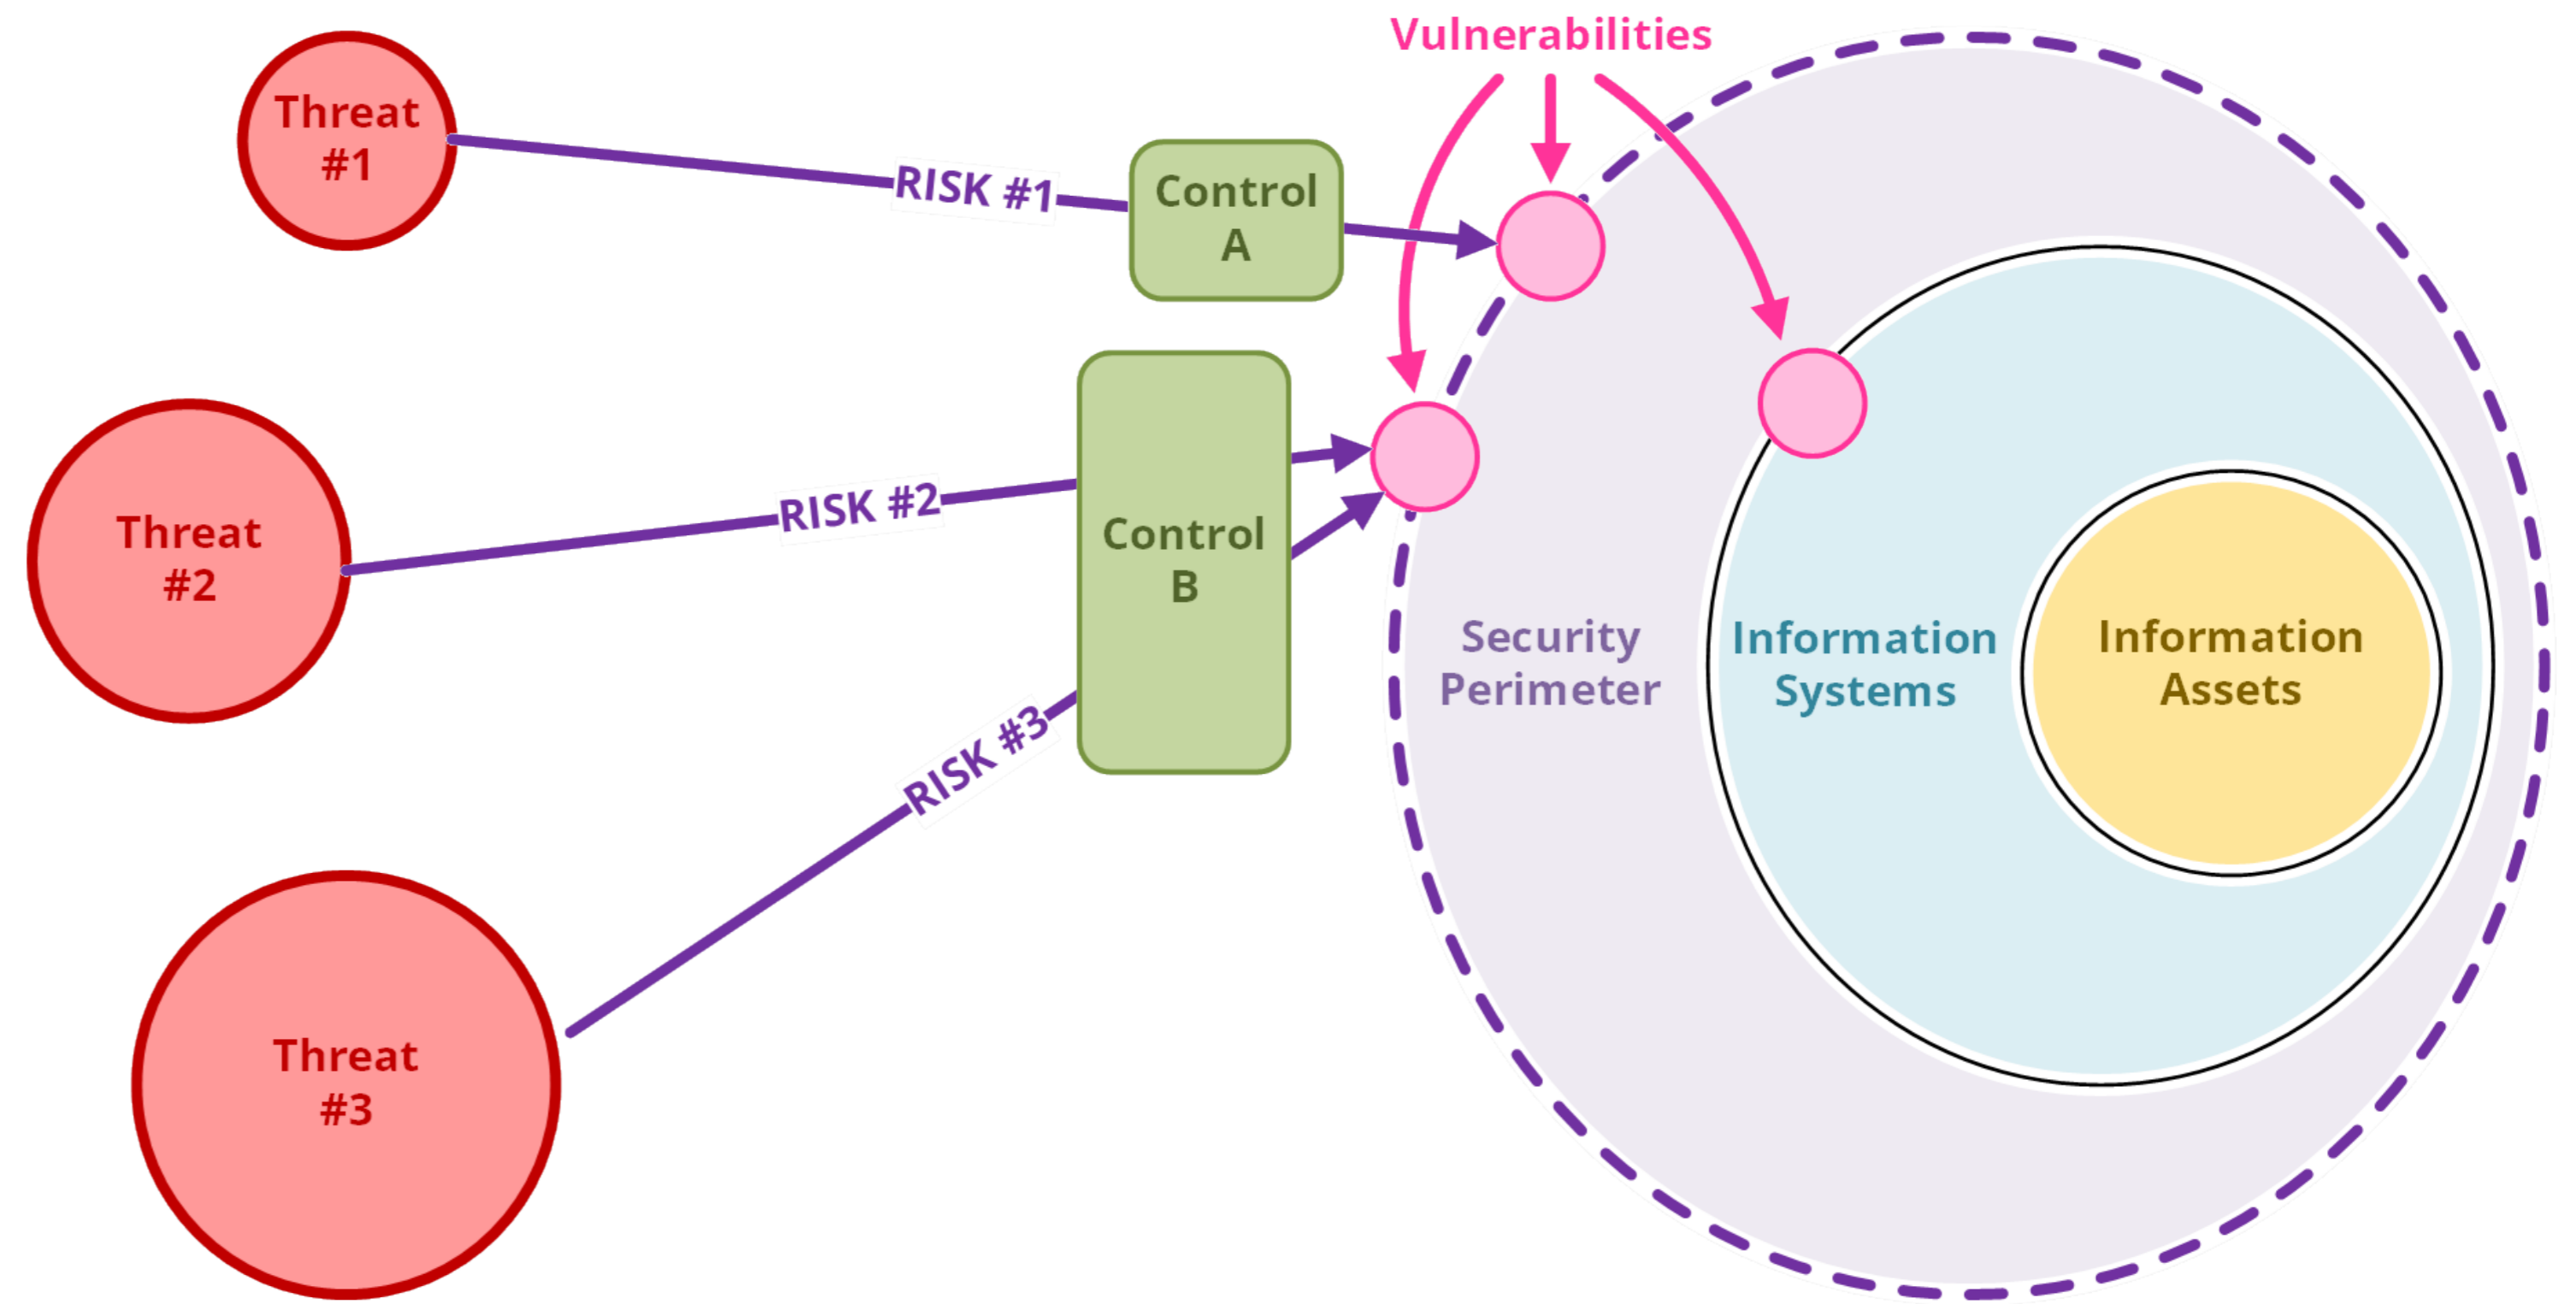 Vulnerabilities
Threat
#1
RISK #1
Control
A
Threat
#2
RISK #2
Control
B
RISK #3
Threat
#3
Security
Perimeter
Information
Systems
Information
Assets